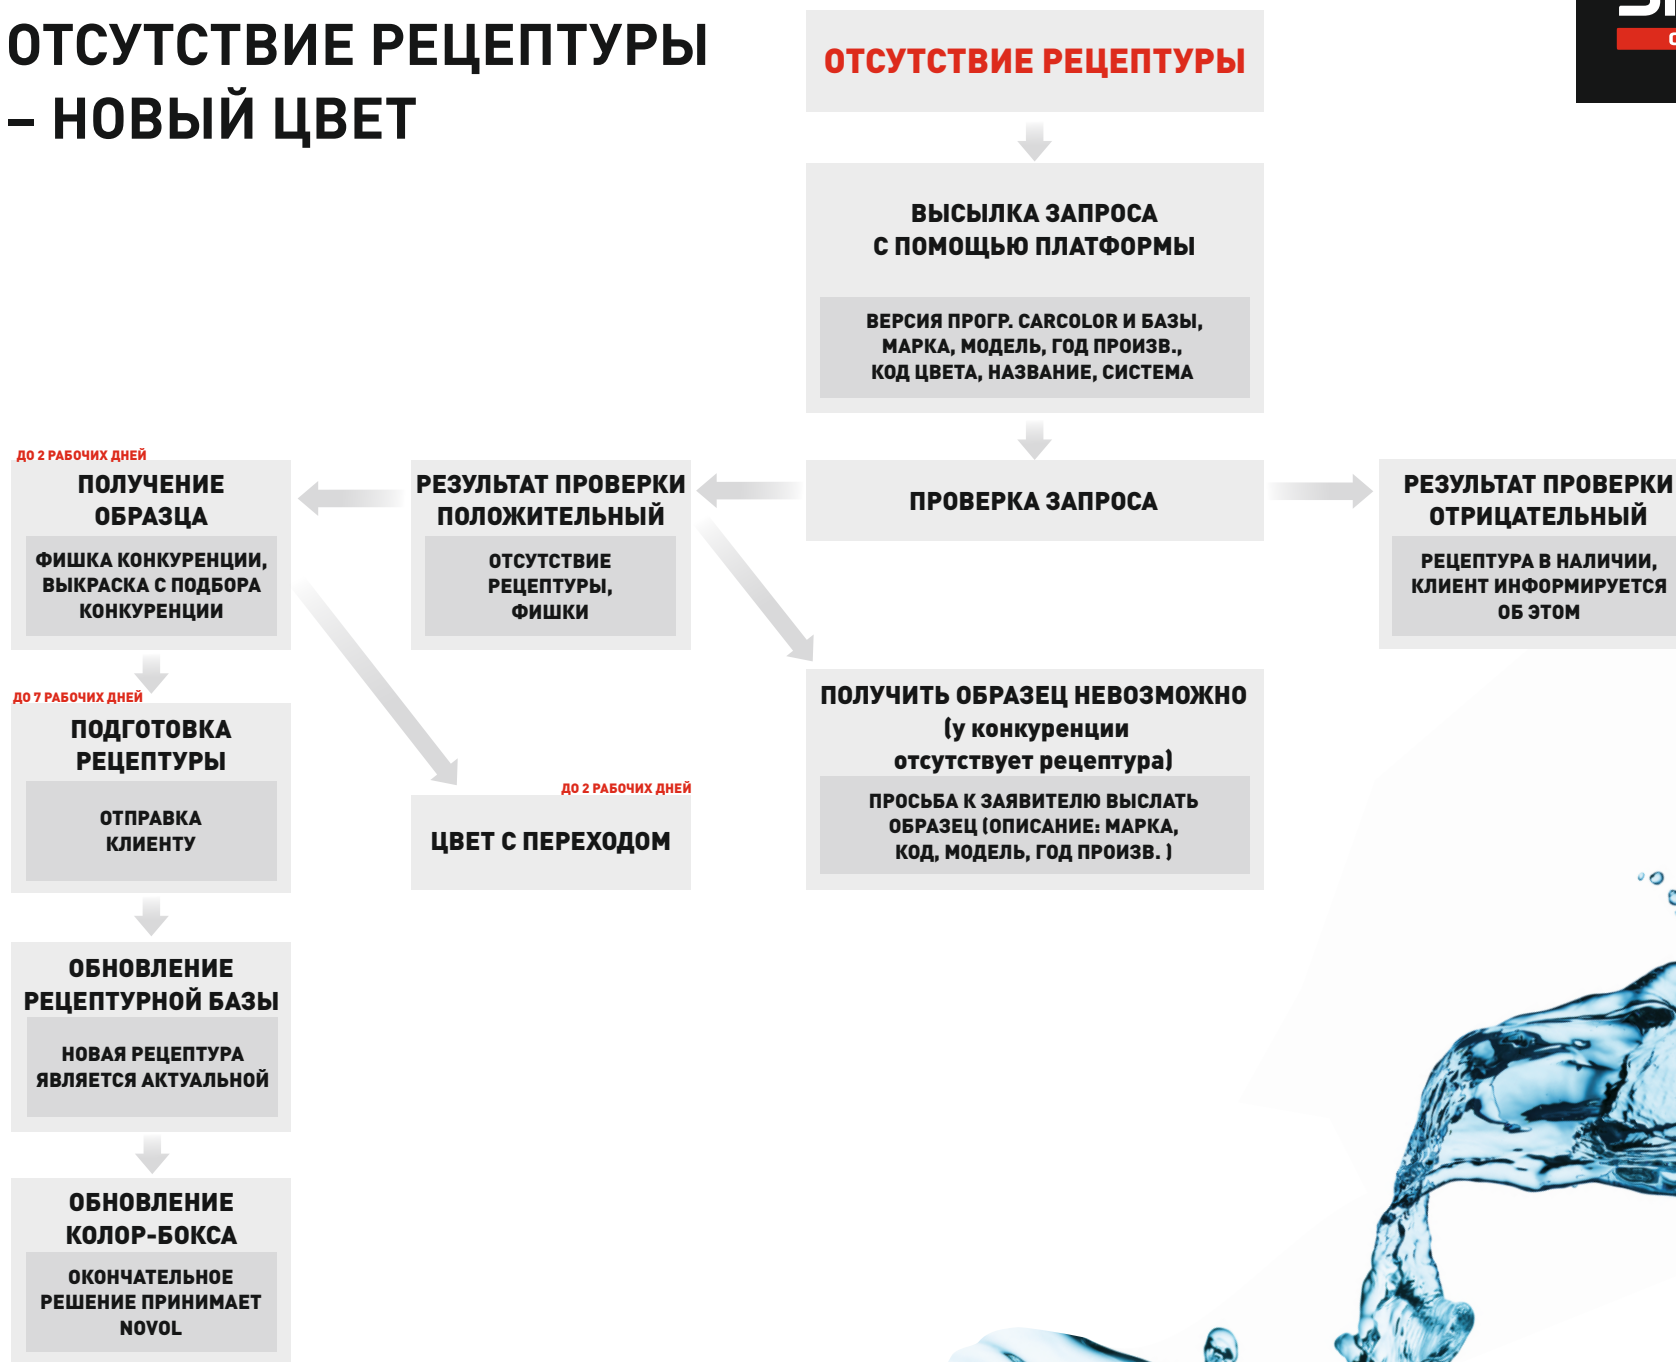 ОТСУТСТВИЕ РЕЦЕПТУРЫ
– НОВЫЙ ЦВЕТ
ОТСУТСТВИЕ РЕЦЕПТУРЫ
ВЫСЫЛКА ЗАПРОСА
С ПОМОЩЬЮ ПЛАТФОРМЫ
ВЕРСИЯ ПРОГР. CARCOLOR И БАЗЫ,
МАРКА, МОДЕЛЬ, ГОД ПРОИЗВ.,
КОД ЦВЕТА, НАЗВАНИЕ, СИСТЕМА
ДО 2 РАБОЧИХ ДНЕЙ
ПОЛУЧЕНИЕ
ОБРАЗЦА
ФИШКА КОНКУРЕНЦИИ,
ВЫКРАСКА С ПОДБОРА
КОНКУРЕНЦИИ
РЕЗУЛЬТАТ ПРОВЕРКИ
ПОЛОЖИТЕЛЬНЫЙ
ОТСУТСТВИЕ
РЕЦЕПТУРЫ,
ФИШКИ
ПРОВЕРКА ЗАПРОСА
РЕЗУЛЬТАТ ПРОВЕРКИ
ОТРИЦАТЕЛЬНЫЙ
РЕЦЕПТУРА В НАЛИЧИИ,
КЛИЕНТ ИНФОРМИРУЕТСЯ
ОБ ЭТОМ
ДО 7 РАБОЧИХ ДНЕЙ
ПОДГОТОВКА
РЕЦЕПТУРЫ
ОТПРАВКА
КЛИЕНТУ
ДО 2 РАБОЧИХ ДНЕЙ
ЦВЕТ С ПЕРЕХОДОМ
ПОЛУЧИТЬ ОБРАЗЕЦ НЕВОЗМОЖНО
(у конкуренции
отсутствует рецептура)
ПРОСЬБА К ЗАЯВИТЕЛЮ ВЫСЛАТЬ
ОБРАЗЕЦ (ОПИСАНИЕ: МАРКА,
КОД, МОДЕЛЬ, ГОД ПРОИЗВ. )
ОБНОВЛЕНИЕ
РЕЦЕПТУРНОЙ БАЗЫ
НОВАЯ РЕЦЕПТУРА
ЯВЛЯЕТСЯ АКТУАЛЬНОЙ
ОБНОВЛЕНИЕ
КОЛОР-БОКСА
ОКОНЧАТЕЛЬНОЕ
РЕШЕНИЕ ПРИНИМАЕТ
NOVOL